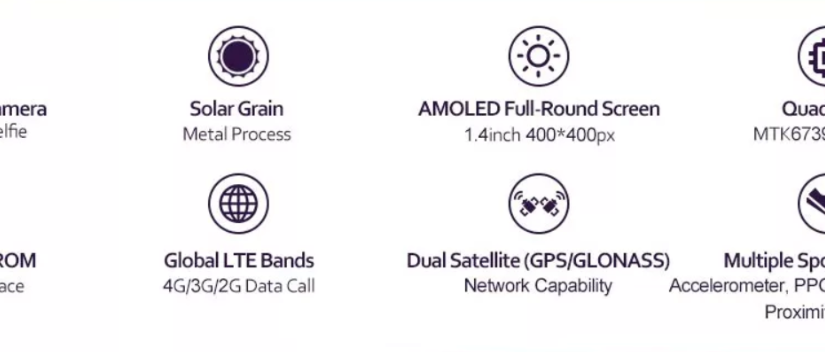 amera
Solar Grain
AMOLED Full-Round Screen
Quad
elfie
Metal Process
1.4inch 400*400px
MTK6739
ROM
Global LTE Bands
Dual Satellite (GPS/GLONASS)
Multiple Spo
ace
4G/3G/2G Data Call
Network Capability
Accelerometer, PPG
Proximi